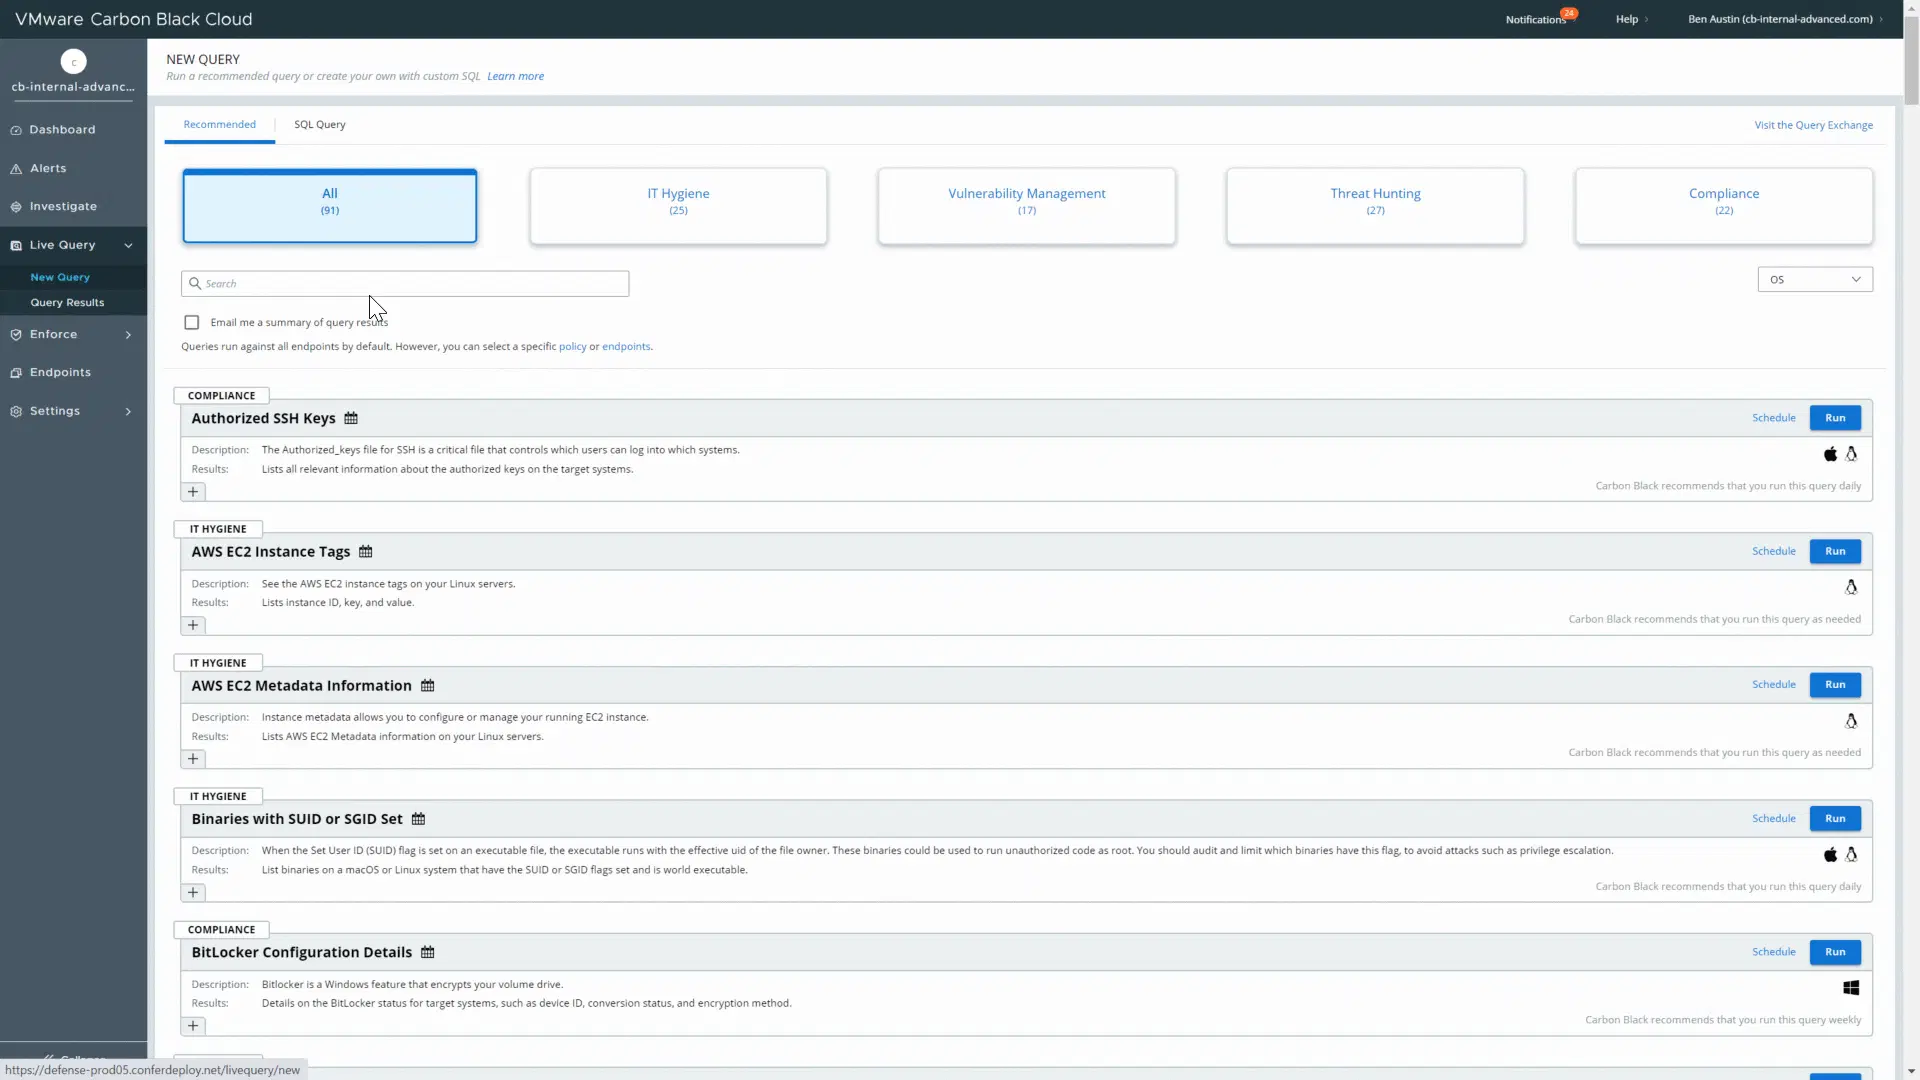 VMware Carbon Black Cloud
Notifications 24
Help
Ben Austin (cb-internal-advanced.com)
c
cb-internal-advanc...
Dashboard
Alerts
Investigate
Live Query
New Query
Query Results
Enforce
Endpoints
Settings
NEW QUERY
Run a recommended query or create your own with custom SQL Learn more
Recommended
SQL Query
Visit the Query Exchange
All
(91)
IT Hygiene
(25)
Vulnerability Management
(17)
Threat Hunting
(27)
Compliance
(22)
Search
OS
Email me a summary of query results
Queries run against all endpoints by default. However, you can select a specific policy or endpoints.
COMPLIANCE
Authorized SSH Keys
Schedule
Run
Description: The Authorized_keys file for SSH is a critical file that controls which users can log into which systems.
Results: Lists all relevant information about the authorized keys on the target systems.
Carbon Black recommends that you run this query daily
+
IT HYGIENE
AWS EC2 Instance Tags
Schedule
Run
Description: See the AWS EC2 instance tags on your Linux servers.
Results: Lists instance ID, key, and value.
Carbon Black recommends that you run this query as needed
+
IT HYGIENE
AWS EC2 Metadata Information
Schedule
Run
Description: Instance metadata allows you to configure or manage your running EC2 instance.
Results: Lists AWS EC2 Metadata information on your Linux servers.
Carbon Black recommends that you run this query as needed
+
IT HYGIENE
Binaries with SUID or SGID Set
Schedule
Run
Description: When the Set User ID (SUID) flag is set on an executable file, the executable runs with the effective uid of the file owner. These binaries could be used to run unauthorized code as root. You should audit and limit which binaries have this flag, to avoid attacks such as privilege escalation.
Results: List binaries on a macOS or Linux system that have the SUID or SGID flags set and is world executable.
Carbon Black recommends that you run this query daily
+
COMPLIANCE
BitLocker Configuration Details
Schedule
Run
Description: Bitlocker is a Windows feature that encrypts your volume drive.
Results: Details on the BitLocker status for target systems, such as device ID, conversion status, and encryption method.
Carbon Black recommends that you run this query weekly
+
https://defense-prod05.conferdeploy.net/livequery/new